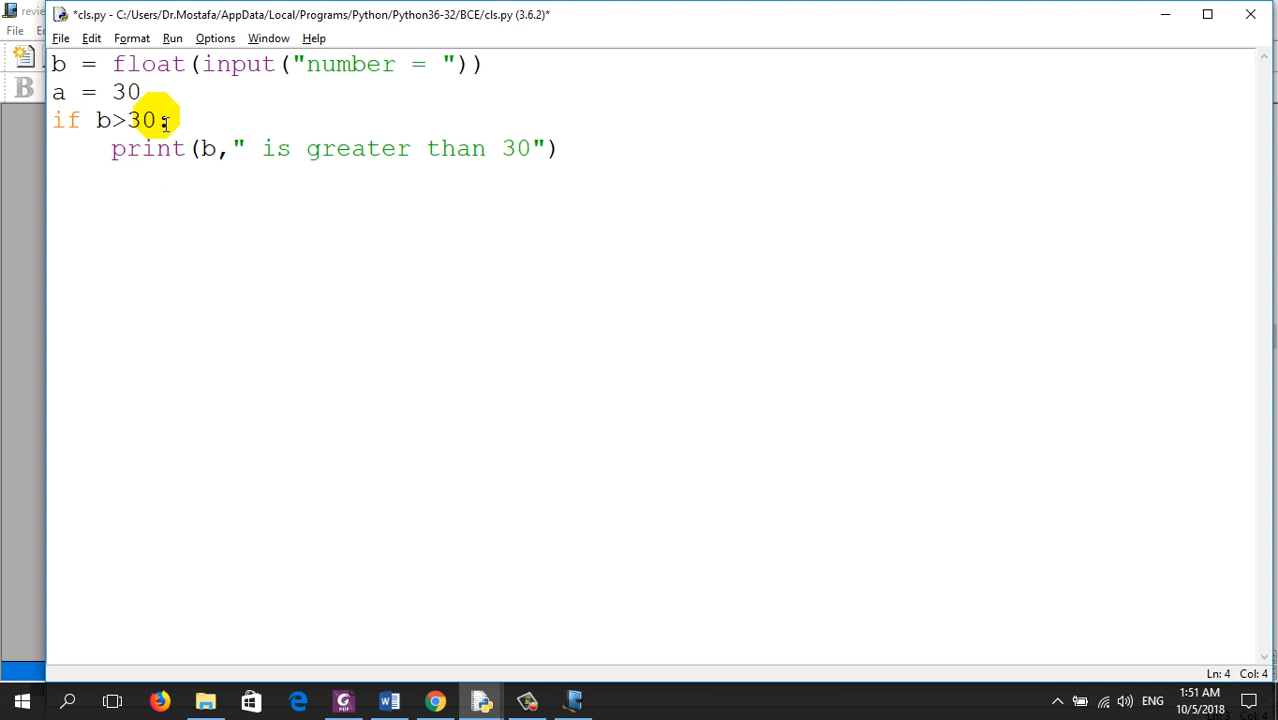 revie
*cls.py - C:/Users/Dr.Mostafa/AppData/Local/Programs/Python/Python36-32/BCE/cls.py (3.6.2)*
File
File Edit Format Run Options Window Help
b = float(input("number = "))
a = 30
if b>30:
    print(b," is greater than 30")
B
Ln: 4 Col: 4
ENG
1:51 AM
10/5/2018